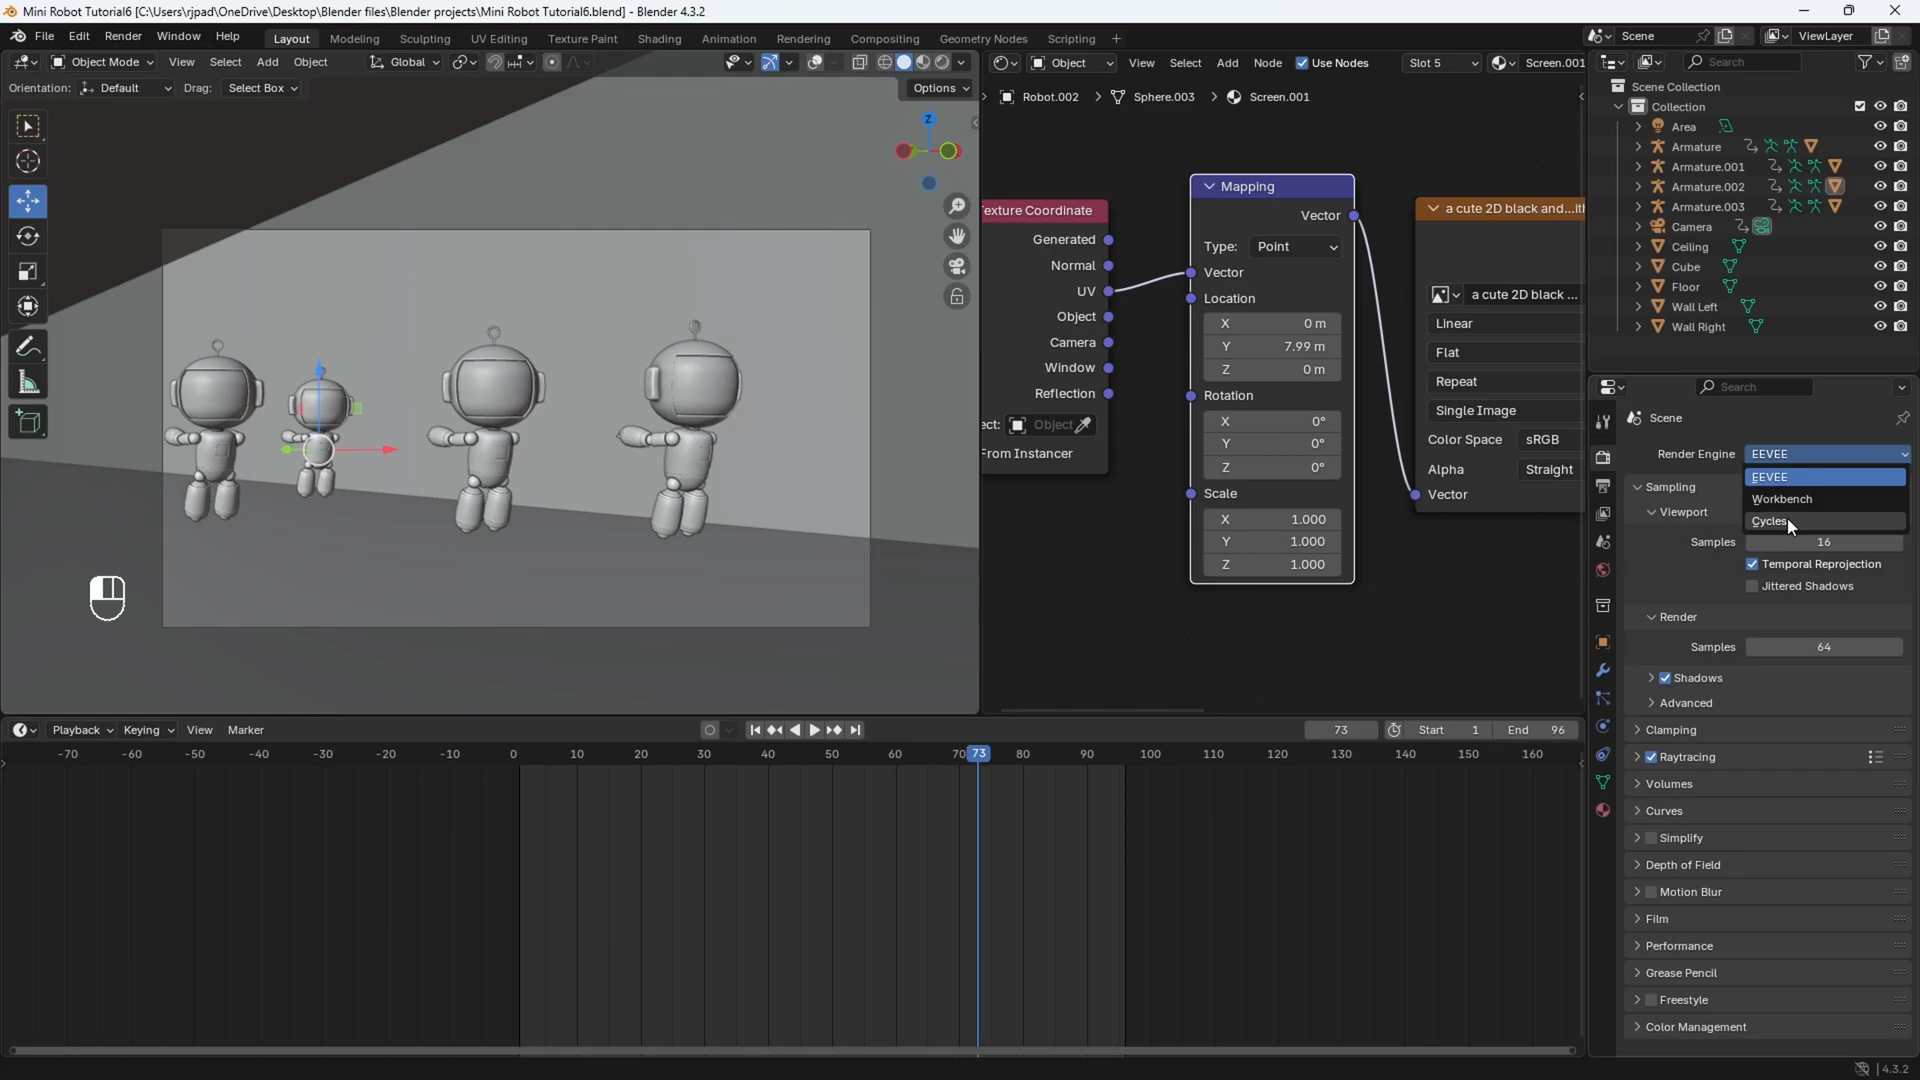 Mini Robot Tutorial6 [C:\Users\rjpad\OneDrive\Desktop\Blender files\Blender projects\Mini Robot Tutorial6.blend] - Blender 4.3.2
File Edit Render Window Help Layout Modeling Sculpting UV Editing Texture Paint Shading Animation Rendering Compositing Geometry Nodes Scripting + Scene ViewLayer
Object Mode View Select Add Object Global
Orientation: Default Drag: Select Box Options
Z
Object View Select Add Node Use Nodes Slot 5 Screen.001
Robot.002 > Sphere.003 > Screen.001
Texture Coordinate
Generated
Normal
UV
Object
Camera
Window
Reflection
ect: Object
From Instancer
Mapping
Vector
Type: Point
Vector
Location
X 0 m
Y 7.99 m
Z 0 m
Rotation
X 0°
Y 0°
Z 0°
Scale
X 1.000
Y 1.000
Z 1.000
a cute 2D black and...ith
a cute 2D black ...
Linear
Flat
Repeat
Single Image
Color Space sRGB
Alpha Straight
Vector
Search
Scene Collection
Collection
Area
Armature
Armature.001
Armature.002
Armature.003
Camera
Ceiling
Cube
Floor
Wall Left
Wall Right
Search
Scene
Render Engine EEVEE
EEVEE
Workbench
Cycles
Sampling
Viewport
Samples 16
Temporal Reprojection
Jittered Shadows
Render
Samples 64
Shadows
Advanced
Clamping
Raytracing
Volumes
Curves
Simplify
Depth of Field
Motion Blur
Film
Performance
Grease Pencil
Freestyle
Color Management
Playback Keying View Marker 73 Start 1 End 96
-70 -60 -50 -40 -30 -20 -10 0 10 20 30 40 50 60 70 73 80 90 100 110 120 130 140 150 160
4.3.2